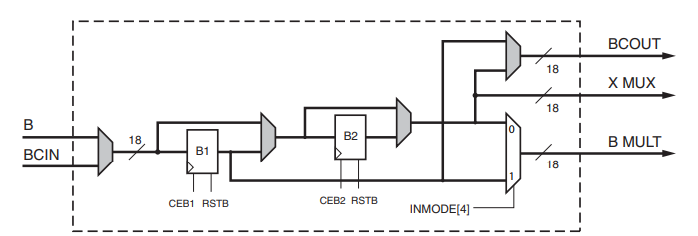 BCOUT
18
X MUX
18
B
18
B1
B2
0
B MULT
BCIN
18
1
CEB1 RSTB
CEB2 RSTB
INMODE[4]